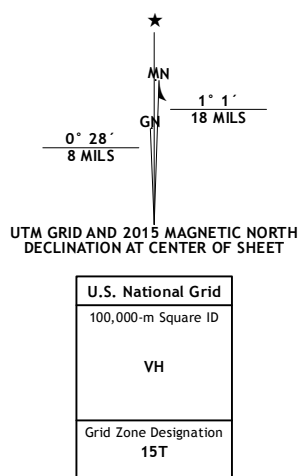 MN
1° 1´
18 MILS
GN
0° 28´
8 MILS
UTM GRID AND 2015 MAGNETIC NORTH
DECLINATION AT CENTER OF SHEET
U.S. National Grid
100,000-m Square ID
VH
Grid Zone Designation
15T